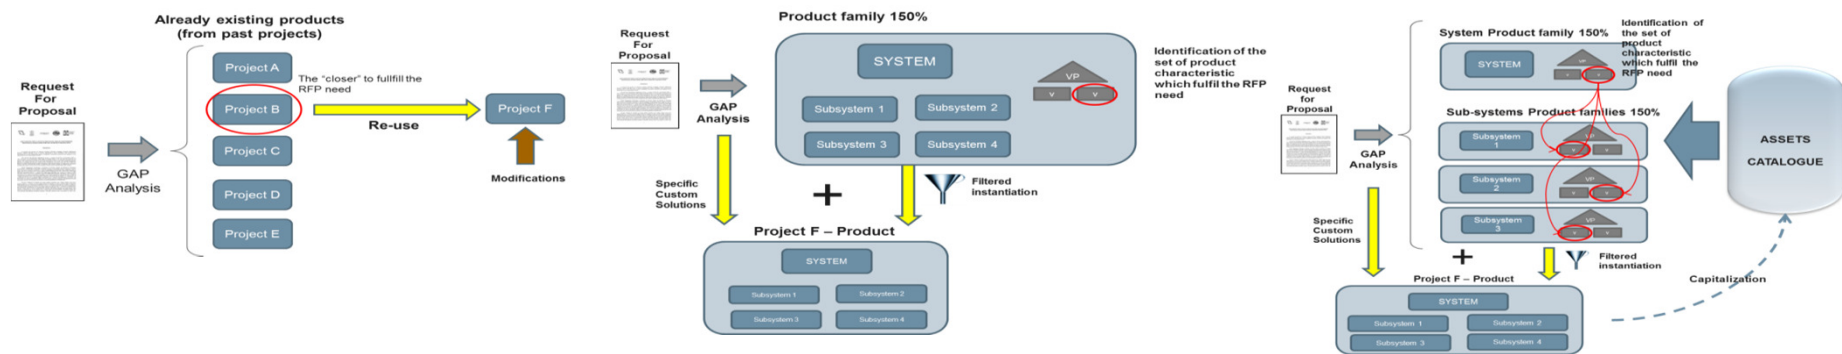 Already existing products
(from past projects)
Request
For
Proposal
GAP
Analysis
Project A
Project B
Project C
Project D
Project E
The "closer" to fullfill the
RFP need
Re-use
Project F
Modifications
Product family 150%
Request
For
Proposal
GAP
Analysis
SYSTEM
VP
V
V
Subsystem 1
Subsystem 2
Subsystem 3
Subsystem 4
Identification of the
set of product
characteristic
which fulfil the RFP
need
Specific
Custom
Solutions
+
Filtered
instantiation
Project F – Product
SYSTEM
Subsystem 1
Subsystem 2
Subsystem 3
Subsystem 4
Request
for
Proposal
GAP
Analysis
System Product family 150%
SYSTEM
VP
V
V
Identification of
the set of
product
characteristic
which fulfil the
RFP need
Sub-systems Product families 150%
Subsystem
1
VP
V
V
Subsystem
2
VP
V
V
Subsystem
3
VP
V
V
ASSETS
CATALOGUE
Specific
Custom
Solutions
+
Filtered
instantiation
Capitalization
Project F – Product
SYSTEM
Subsystem 1
Subsystem 2
Subsystem 3
Subsystem 4